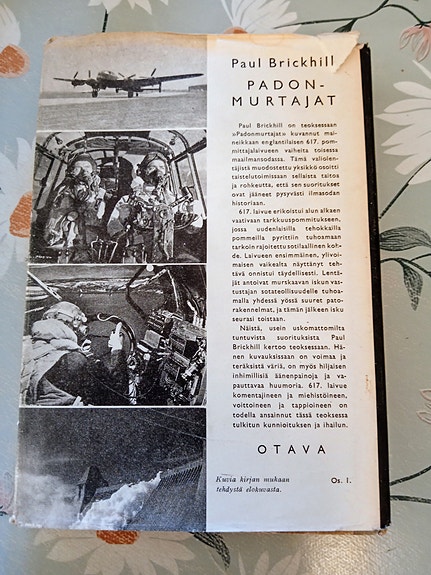 Paul Brickhill
PADON-
MURTAJAT
Paul Brickhill on teoksessaan
»Padonmurtajat» kuvannut mai-
neikkaan englantilaisen 617. pom-
mittajalaivueen vaiheita toisessa
maailmansodassa. Tämä valiolen-
täjistä muodostettu yksikkö osoitti
taistelutoimissaan sellaista taitoa
ja rohkeutta, että sen suoritukset
ovat jääneet pysyvästi ilmasodan
historiaan.
617. laivue erikoistui alun alkaen
vaativaan tarkkuuspommitukseen,
jossa uudenlaisilla tehokkailla
pommeilla pyrittiin tuhoamaan
tarkoin rajoitettu sotilaallinen koh-
de. Laivueen ensimmäinen, ylivoi-
maisen vaikealta näyttänyt teh-
tävä onnistui täydellisesti. Lentä-
jät antoivat murskaavan iskun vas-
tustajan sotateollisuudelle tuhoa-
malla yhdessä yössä suuret pato-
rakennelmat, ja tämän jälkeen isku
seurasi toistaan.
Näistä, usein uskomattomilta
tuntuvista suorituksista Paul
Brickhill kertoo teoksessaan. Hä-
nen kuvauksissaan on voimaa ja
teräksistä väriä, on myös hiljaisen
inhimillisiä äänenpainoja ja va-
pauttavaa huumoria. 617. laivue
komentajineen ja miehistöineen,
voittoineen ja tappioineen on
todella ansainnut tässä teoksessa
tulkitun kunnioituksen ja ihailun.
OTAVA
Kuvia kirjan mukaan
tehdystä elokuvasta.
Os. I.